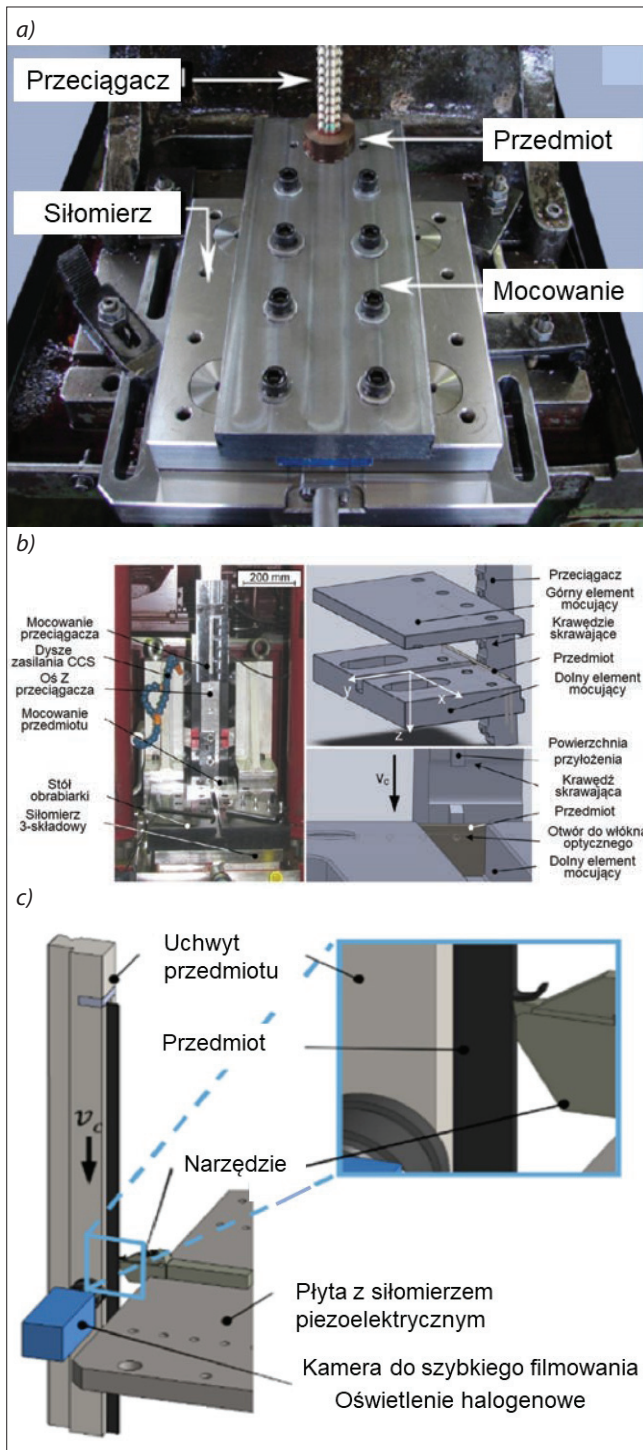 a)
Przeciągacz
Przedmiot
Siłomierz
Mocowanie
b)
200 mm
Mocowanie
przeciągacza
Dysze
zasilania CCS
Oś Z
przeciągacza
Mocowanie
przedmiotu
Stół
obrabiarki
Siłomierz
3-składowy
Przeciągacz
Górny element
mocujący
Krawędzie
skrawające
Przedmiot
Dolny element
mocujący
y
x
z
Powierzchnia
przyłożenia
Krawędź
skrawająca
Przedmiot
Otwór do włókna
optycznego
Dolny element
mocujący
vc
c)
Uchwyt
przedmiotu
Przedmiot
vc
Narzędzie
Płyta z siłomierzem
piezoelektrycznym
Kamera do szybkiego filmowania
Oświetlenie halogenowe